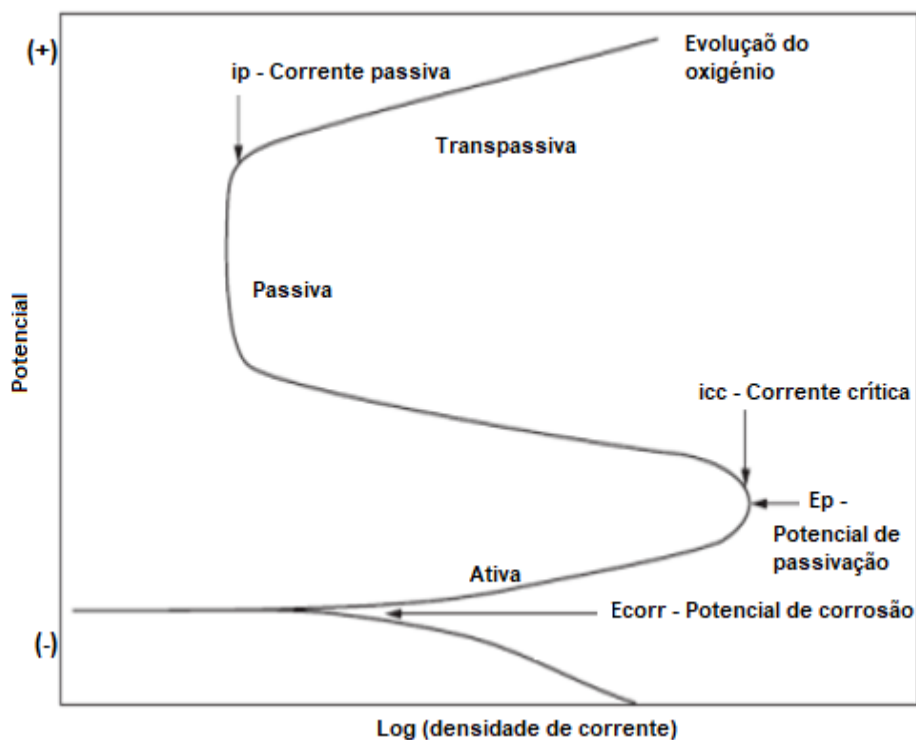 (+)
Evoluçaõ do
oxigénio
ip - Corrente passiva
Transpassiva
Passiva
Potencial
icc - Corrente crítica
Ep -
Potencial de
passivação
Ativa
Ecorr - Potencial de corrosão
(-)
Log (densidade de corrente)